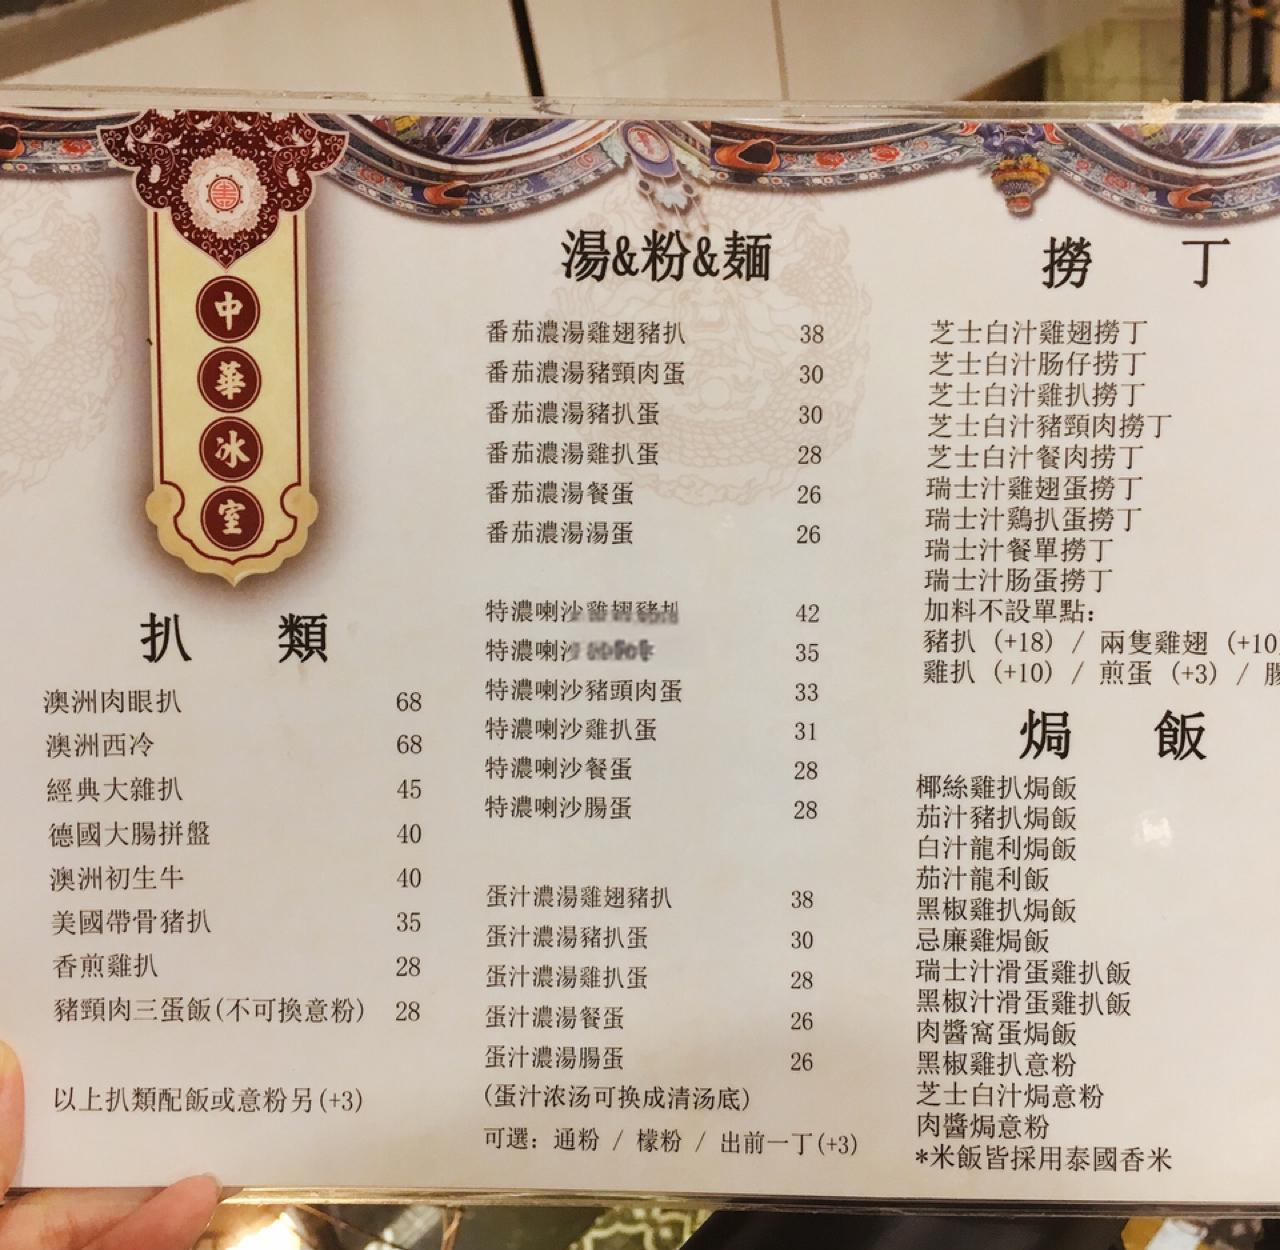 中華冰室
扒類
澳洲肉眼扒 68
澳洲西冷 68
經典大雜扒 45
德國大腸拼盤 40
澳洲初生牛 40
美國帶骨猪扒 35
香煎雞扒 28
豬頸肉三蛋飯(不可換意粉) 28
以上扒類配飯或意粉另(+3)
湯&粉&麵
番茄濃湯雞翅豬扒 38
番茄濃湯豬頸肉蛋 30
番茄濃湯豬扒蛋 30
番茄濃湯雞扒蛋 28
番茄濃湯餐蛋 26
番茄濃湯湯蛋 26
特濃喇沙 42
特濃喇沙 35
特濃喇沙豬頭肉蛋 33
特濃喇沙雞扒蛋 31
特濃喇沙餐蛋 28
特濃喇沙腸蛋 28
蛋汁濃湯雞翅豬扒 38
蛋汁濃湯豬扒蛋 30
蛋汁濃湯雞扒蛋 28
蛋汁濃湯餐蛋 26
蛋汁濃湯腸蛋 26
(蛋汁浓汤可换成清汤底)
可選: 通粉 / 檬粉 / 出前一丁(+3)
撈丁
芝士白汁雞翅撈丁
芝士白汁肠仔捞丁
芝士白汁雞扒撈丁
芝士白汁豬頸肉撈丁
芝士白汁餐肉捞丁
瑞士汁雞翅蛋撈丁
瑞士汁鷄扒蛋撈丁
瑞士汁餐單撈丁
瑞士汁肠蛋撈丁
加料不設單點:
豬扒 (+18) / 兩隻雞翅 (+10
雞扒 (+10) / 煎蛋 (+3) /
焗飯
椰絲雞扒焗飯
茄汁豬扒焗飯
白汁龍利焗飯
茄汁龍利飯
黑椒雞扒焗飯
忌廉雞焗飯
瑞士汁滑蛋雞扒飯
黑椒汁滑蛋雞扒飯
肉醬窩蛋焗飯
黑椒雞扒意粉
芝士白汁焗意粉
肉醬焗意粉
*米飯皆採用泰國香米